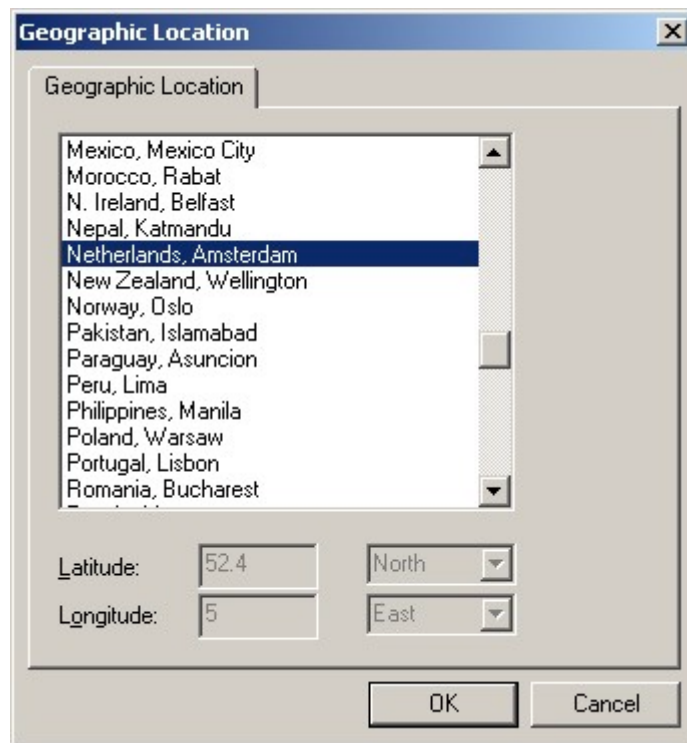 Geographic Location
Geographic Location
Mexico, Mexico City
Morocco, Rabat
N. Ireland, Belfast
Nepal, Katmandu
Netherlands, Amsterdam
New Zealand, Wellington
Norway, Oslo
Pakistan, Islamabad
Paraguay, Asuncion
Peru, Lima
Philippines, Manila
Poland, Warsaw
Portugal, Lisbon
Romania, Bucharest
Latitude: 52.4 North
Longitude: 5 East
OK Cancel